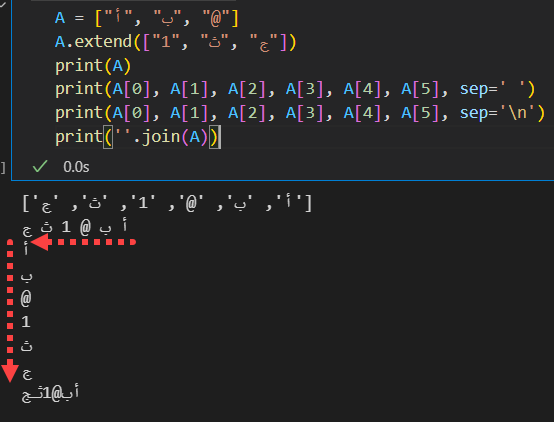 A = ["أ", "ب", "@"]
A.extend(["1", "ث", "ج"])
print(A)
print(A[0], A[1], A[2], A[3], A[4], A[5], sep=' ')
print(A[0], A[1], A[2], A[3], A[4], A[5], sep='\n')
print(''.join(A))
] ✓ 0.0s
['أ', 'ب', '@', '1', 'ث', 'ج']
أ ب @ 1 ث ج
أ
ب
@
1
ث
ج
أب@1ثج